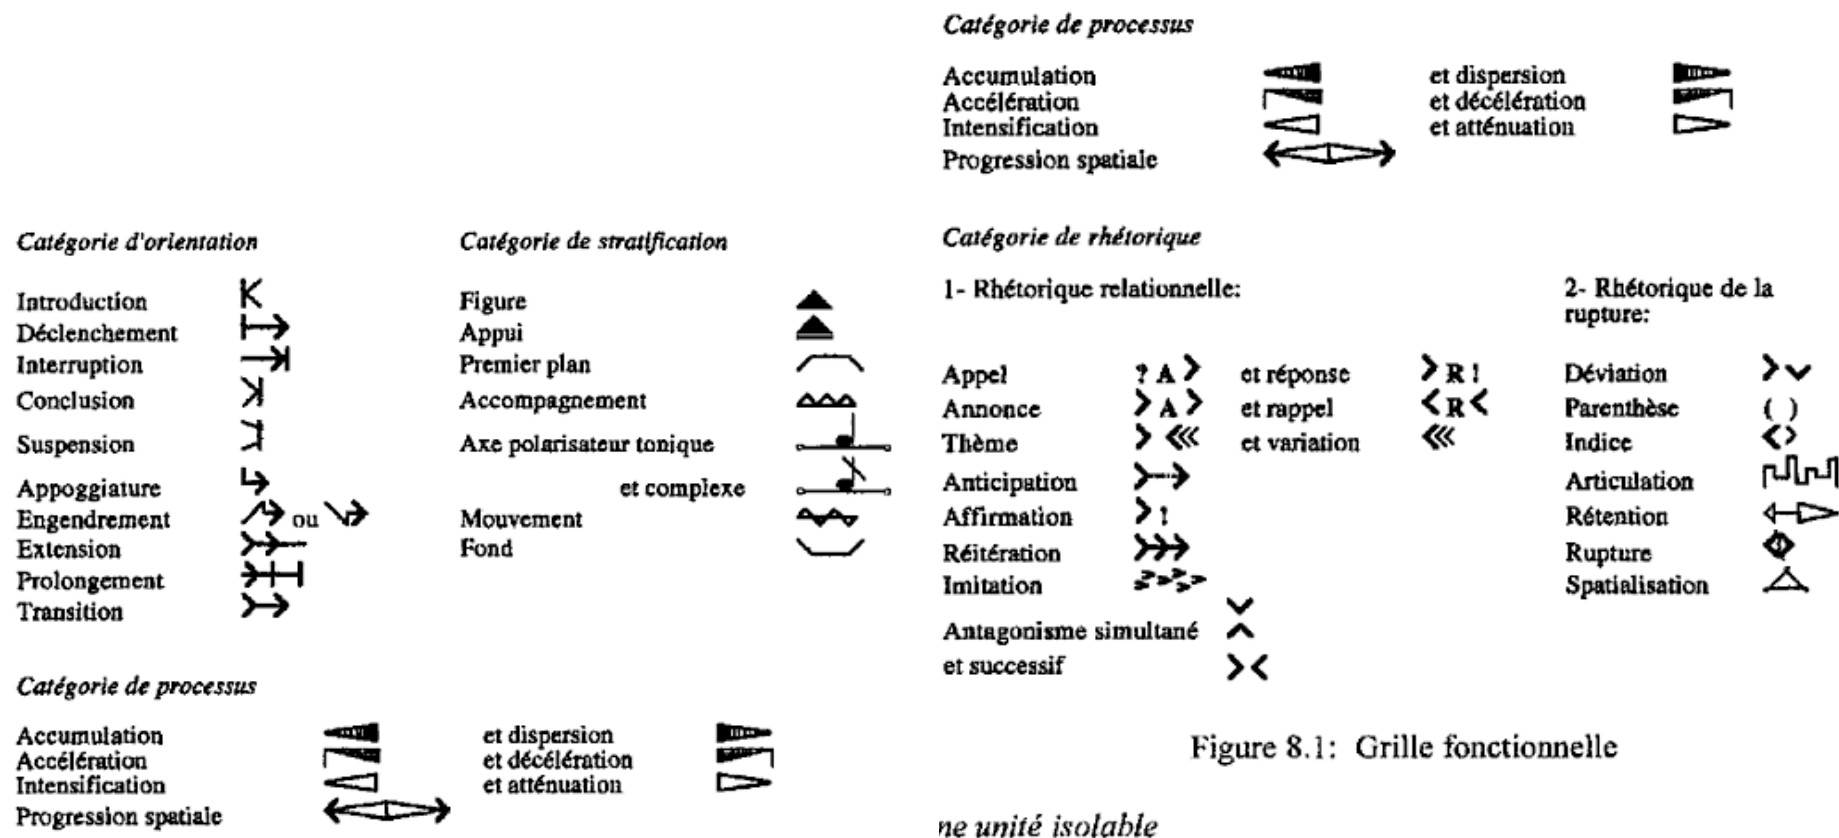 Catégorie d'orientation
Introduction
Déclenchement
Interruption
Conclusion
Suspension
Appoggiature
Engendrement ou
Extension
Prolongement
Transition
Catégorie de stratification
Figure
Appui
Premier plan
Accompagnement
Axe polarisateur tonique
et complexe
Mouvement
Fond
Catégorie de processus
Accumulation et dispersion
Accélération et décélération
Intensification et atténuation
Progression spatiale
Catégorie de processus
Accumulation et dispersion
Accélération et décélération
Intensification et atténuation
Progression spatiale
Catégorie de rhétorique
1- Rhétorique relationnelle:
Appel ? A > et réponse > R !
Annonce > A > et rappel < R <
Thème > <<< et variation <<<
Anticipation
Affirmation > !
Réitération
Imitation
Antagonisme simultané
et successif > <
2- Rhétorique de la
rupture:
Déviation
Parenthèse ( )
Indice < >
Articulation
Rétention
Rupture
Spatialisation
Figure 8.1: Grille fonctionnelle
ne unité isolable